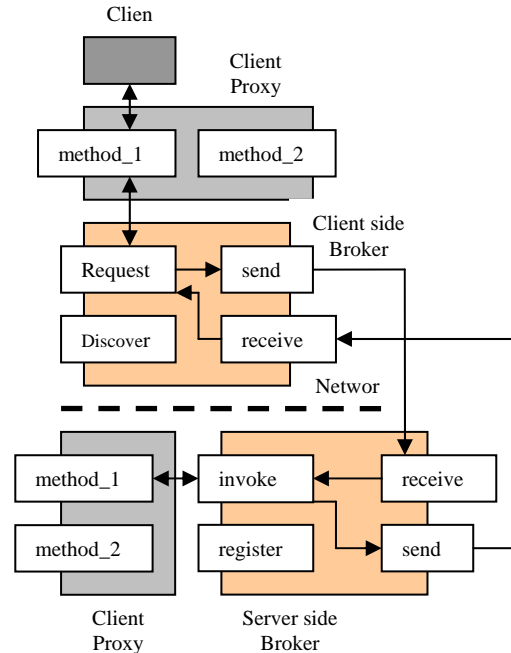 Clien
Client
Proxy
method_1
method_2
Client side
Broker
Request
send
Discover
receive
Networ
method_1
invoke
receive
method_2
register
send
Client
Proxy
Server side
Broker